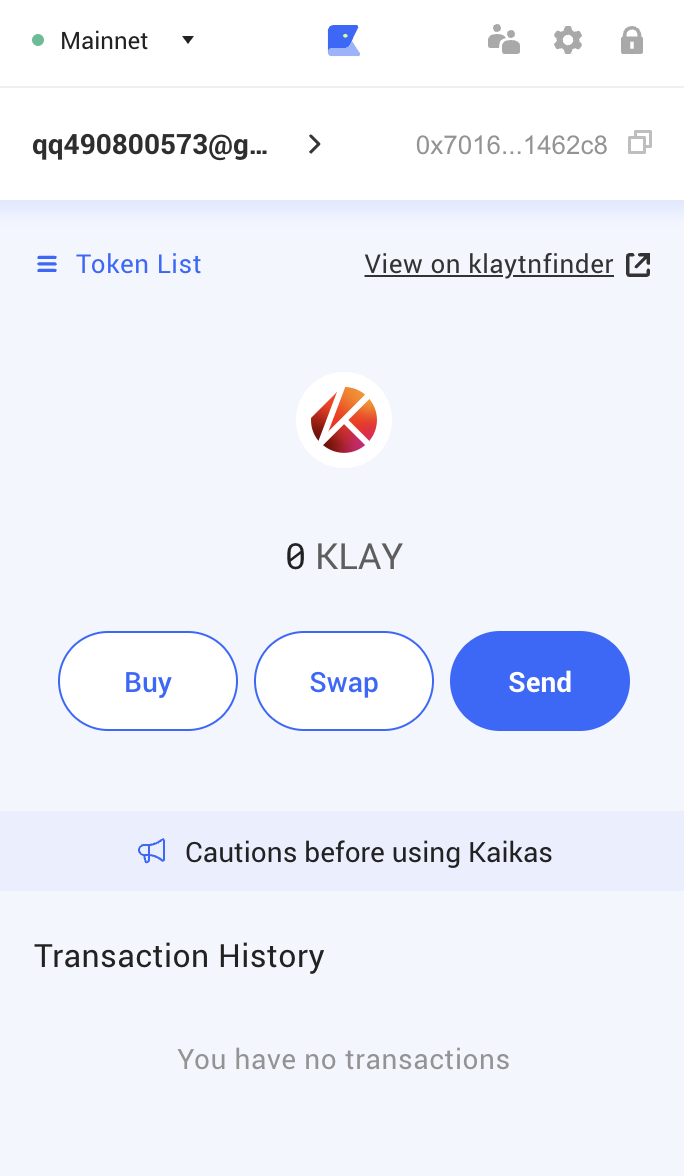 Mainnet
qq490800573@g...
0x7016...1462c8
Token List
View on klaytnfinder
0 KLAY
Buy
Swap
Send
Cautions before using Kaikas
Transaction History
You have no transactions